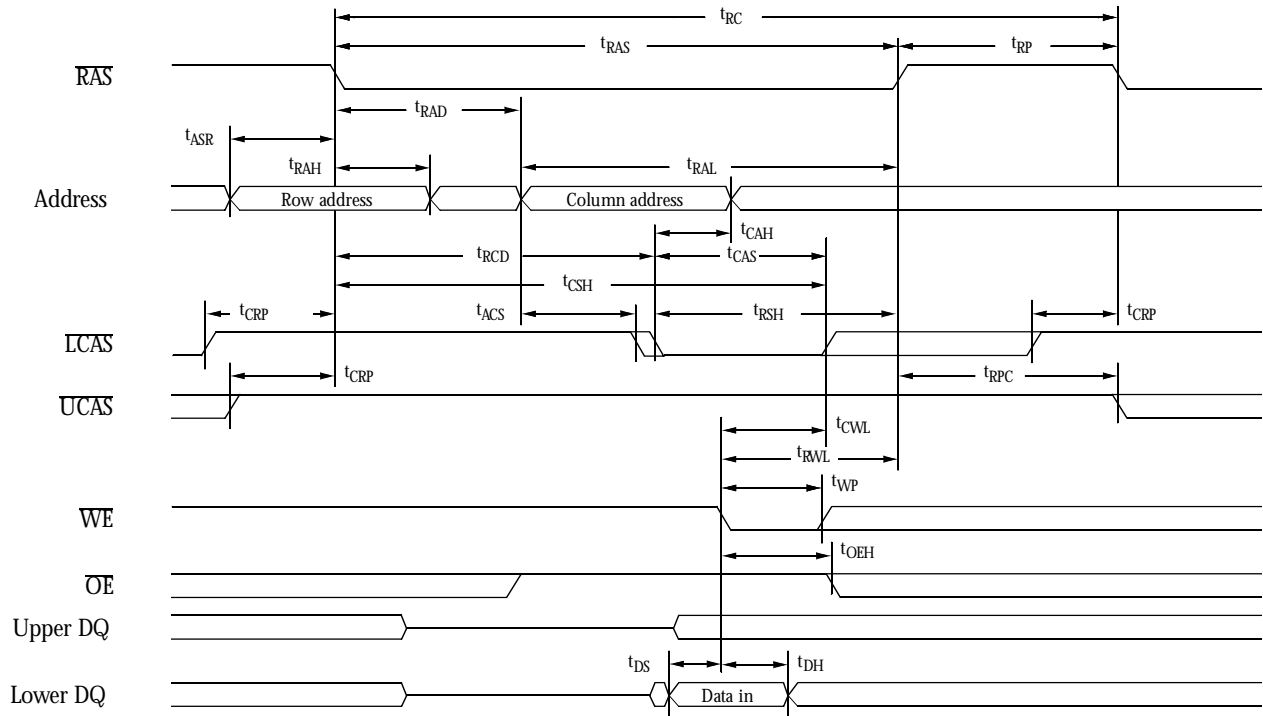 tRC
tRAS
tRP
RAS
tRAD
tASR
tRAH
tRAL
Address
Row address
Column address
tCAH
tRCD
tCAS
tCSH
tCRP
tACS
tRSH
tCRP
LCAS
tCRP
tRPC
UCAS
tCWL
tRWL
tWP
WE
tOEH
OE
Upper DQ
tDS
tDH
Lower DQ
Data in